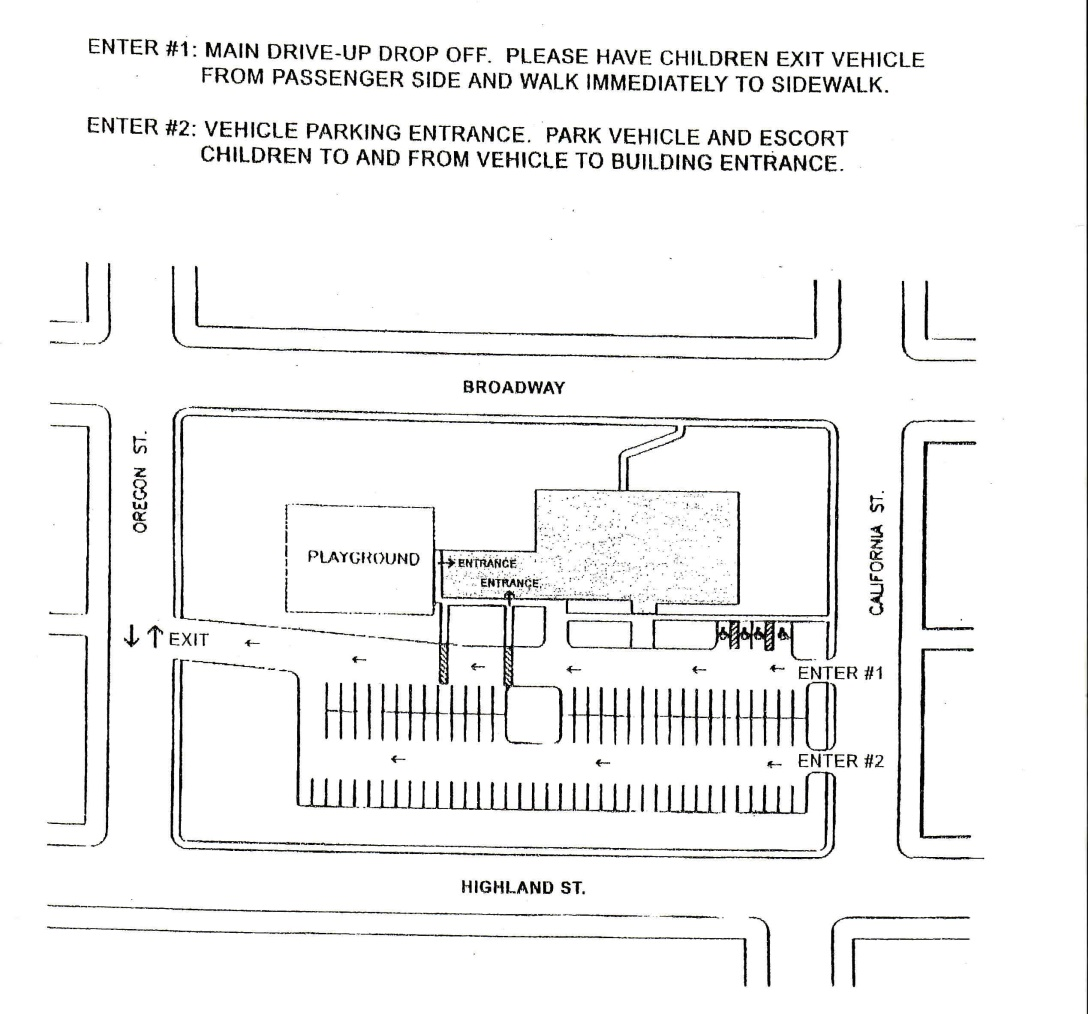 ENTER #1: MAIN DRIVE-UP DROP OFF. PLEASE HAVE CHILDREN EXIT VEHICLE
FROM PASSENGER SIDE AND WALK IMMEDIATELY TO SIDEWALK.
ENTER #2: VEHICLE PARKING ENTRANCE. PARK VEHICLE AND ESCORT
CHILDREN TO AND FROM VEHICLE TO BUILDING ENTRANCE.
BROADWAY
OREGON ST.
CALIFORNIA ST.
PLAYGROUND
ENTRANCE
ENTRANCE
EXIT
ENTER #1
ENTER #2
HIGHLAND ST.